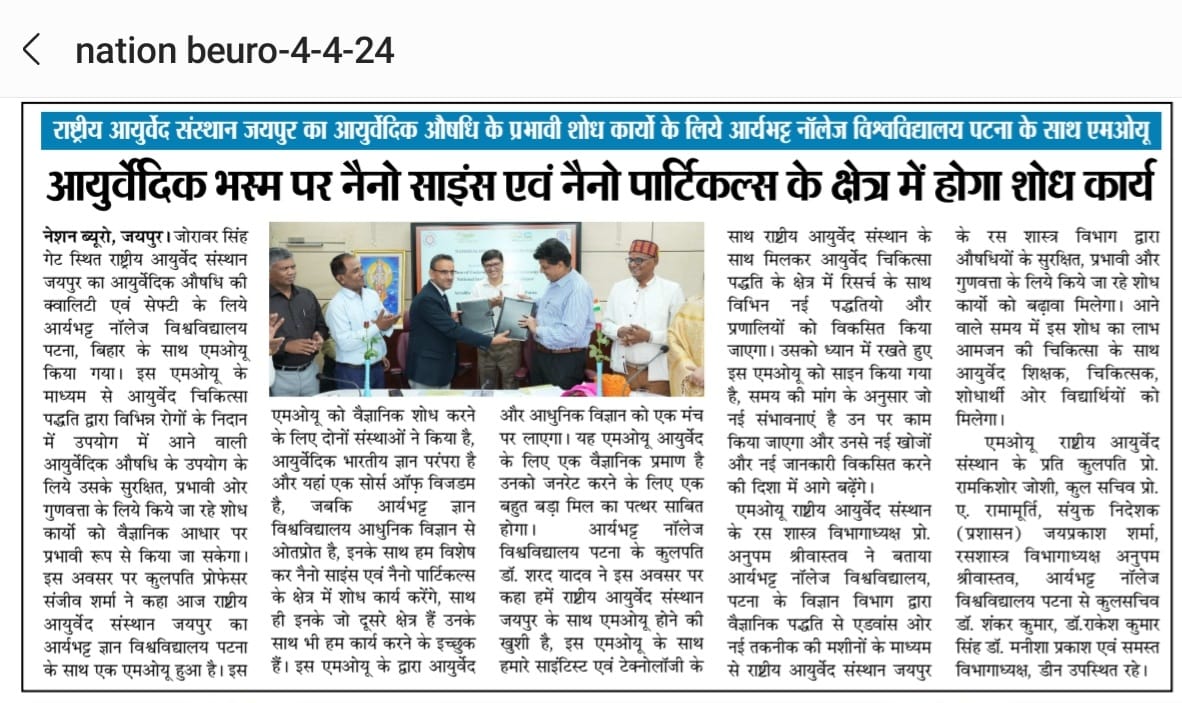 nation beuro-4-4-24
राष्ट्रीय आयुर्वेद संस्थान जयपुर का आयुर्वेदिक औषधि के प्रभावी शोध कार्यो के लिये आर्यभट्ट नॉलेज विश्वविद्यालय पटना के साथ एमओयू
आयुर्वेदिक भस्म पर नैनो साइंस एवं नैनो पार्टिकल्स के क्षेत्र में होगा शोध कार्य
नेशन ब्यूरो, जयपुर। जोरावर सिंह
गेट स्थित राष्ट्रीय आयुर्वेद संस्थान
जयपुर का आयुर्वेदिक औषधि की
क्वालिटी एवं सेफ्टी के लिये
आर्यभट्ट नॉलेज विश्वविद्यालय
पटना, बिहार के साथ एमओयू
किया गया। इस एमओयू के
माध्यम से आयुर्वेद चिकित्सा
पद्धति द्वारा विभिन्न रोगों के निदान
में उपयोग में आने वाली
आयुर्वेदिक औषधि के उपयोग के
लिये उसके सुरक्षित, प्रभावी ओर
गुणवत्ता के लिये किये जा रहे शोध
कार्यो को वैज्ञानिक आधार पर
प्रभावी रूप से किया जा सकेगा।
इस अवसर पर कुलपति प्रोफेसर
संजीव शर्मा ने कहा आज राष्ट्रीय
आयुर्वेद संस्थान जयपुर का
आर्यभट्ट ज्ञान विश्वविद्यालय पटना
के साथ एक एमओयू हुआ है। इस
एमओयू को वैज्ञानिक शोध करने
के लिए दोनों संस्थाओं ने किया है,
आयुर्वेदिक भारतीय ज्ञान परंपरा है
और यहां एक सोर्स ऑफ़ विजडम
है, जबकि आर्यभट्ट ज्ञान
विश्वविद्यालय आधुनिक विज्ञान से
ओतप्रोत है, इनके साथ हम विशेष
कर नैनो साइंस एवं नैनो पार्टिकल्स
के क्षेत्र में शोध कार्य करेंगे, साथ
ही इनके जो दूसरे क्षेत्र हैं उनके
साथ भी हम कार्य करने के इच्छुक
हैं। इस एमओयू के द्वारा आयुर्वेद
और आधुनिक विज्ञान को एक मंच
पर लाएगा। यह एमओयू आयुर्वेद
के लिए एक वैज्ञानिक प्रमाण है
उनको जनरेट करने के लिए एक
बहुत बड़ा मिल का पत्थर साबित
होगा। आर्यभट्ट नॉलेज
विश्वविद्यालय पटना के कुलपति
डॉ. शरद यादव ने इस अवसर पर
कहा हमें राष्ट्रीय आयुर्वेद संस्थान
जयपुर के साथ एमओयू होने की
खुशी है, इस एमओयू के साथ
हमारे साइंटिस्ट एवं टेक्नोलॉजी के
साथ राष्ट्रीय आयुर्वेद संस्थान के
साथ मिलकर आयुर्वेद चिकित्सा
पद्धति के क्षेत्र में रिसर्च के साथ
विभिन नई पद्धतियो और
प्रणालियों को विकसित किया
जाएगा। उसको ध्यान में रखते हुए
इस एमओयू को साइन किया गया
है, समय की मांग के अनुसार जो
नई संभावनाएं है उन पर काम
किया जाएगा और उनसे नई खोजों
और नई जानकारी विकसित करने
की दिशा में आगे बढ़ेंगे।
एमओयू राष्ट्रीय आयुर्वेद संस्थान
के रस शास्त्र विभागाध्यक्ष प्रो.
अनुपम श्रीवास्तव ने बताया
आर्यभट्ट नॉलेज विश्वविद्यालय,
पटना के विज्ञान विभाग द्वारा
वैज्ञानिक पद्धति से एडवांस ओर
नई तकनीक की मशीनों के माध्यम
से राष्ट्रीय आयुर्वेद संस्थान जयपुर
के रस शास्त्र विभाग द्वारा
औषधियों के सुरक्षित, प्रभावी और
गुणवत्ता के लिये किये जा रहे शोध
कार्यो को बढ़ावा मिलेगा। आने
वाले समय में इस शोध का लाभ
आमजन की चिकित्सा के साथ
आयुर्वेद शिक्षक, चिकित्सक,
शोधार्थी ओर विद्यार्थियों को
मिलेगा।
एमओयू राष्ट्रीय आयुर्वेद
संस्थान के प्रति कुलपति प्रो.
रामकिशोर जोशी, कुल सचिव प्रो.
ए. रामामूर्ति, संयुक्त निदेशक
(प्रशासन) जयप्रकाश शर्मा,
रसशास्त्र विभागाध्यक्ष अनुपम
श्रीवास्तव, आर्यभट्ट नॉलेज
विश्वविद्यालय पटना से कुलसचिव
डॉ. शंकर कुमार, डॉ.राकेश कुमार
सिंह डॉ. मनीशा प्रकाश एवं समस्त
विभागाध्यक्ष, डीन उपस्थित रहे।